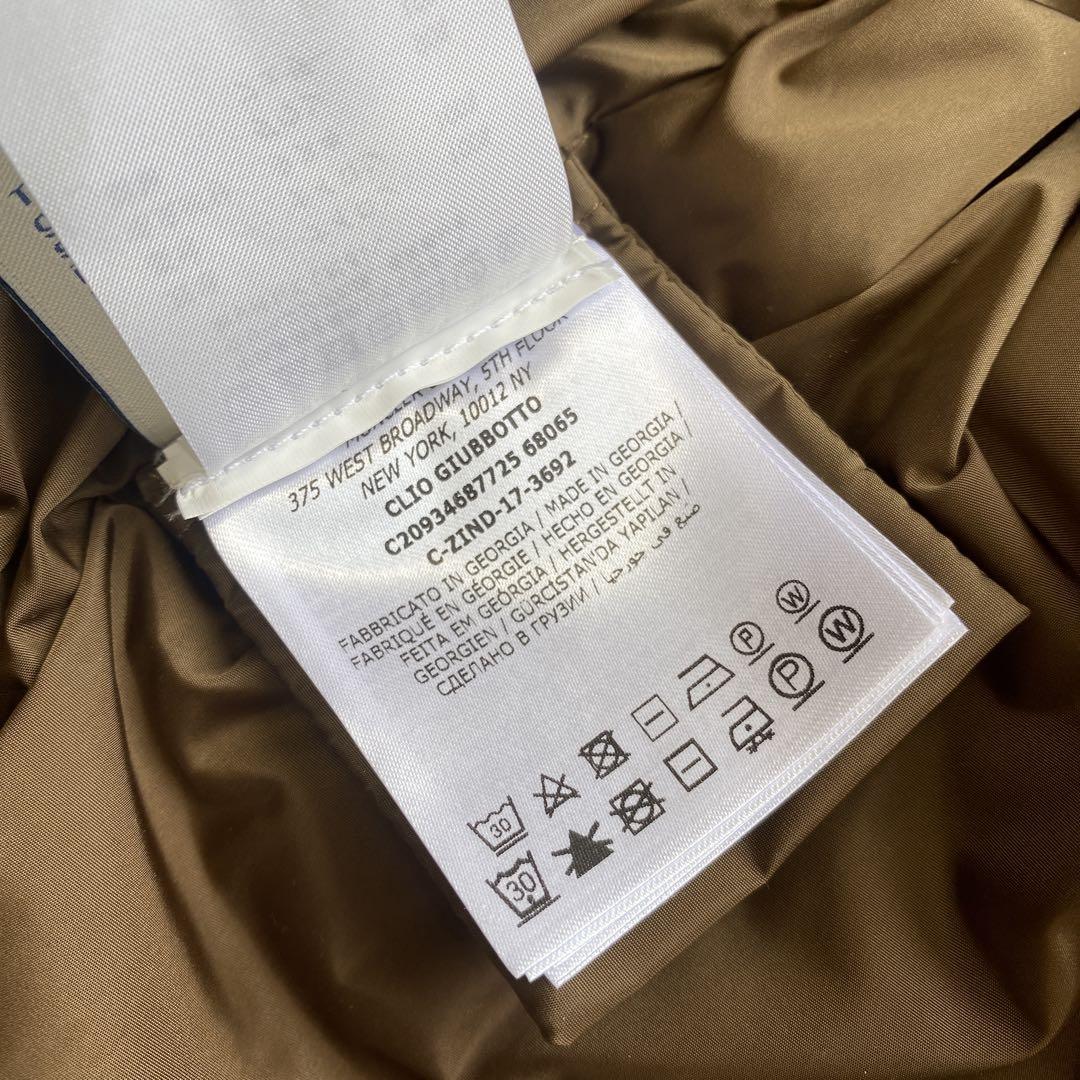 375 WEST BROADWAY, 5TH FLOOR
NEW YORK, 10012 NY
CLIO GIUBBOTTO
C209346B7725 68065
C-ZIND-17-3692
FABBRICATO IN GEORGIA / MADE IN GEORGIA /
FABRIQUÉ EN GÉORGIE / HECHO EN GEORGIA /
FEITA EM GEÓRGIA / HERGESTELLT IN
GEORGIEN / GÜRCİSTAN'DA YAPILAN /
СДЕЛАНО В ГРУЗИИ / صنع في جورجيا
30 P W
30 P W